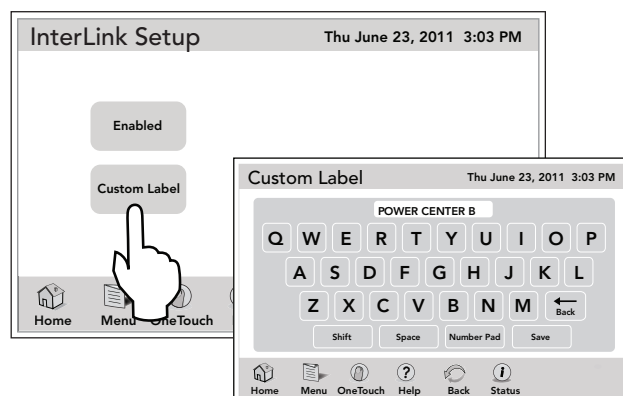 InterLink Setup Thu June 23, 2011 3:03 PM
Enabled
Custom Label
Home Menu OneTouch
Custom Label Thu June 23, 2011 3:03 PM
POWER CENTER B
Q W E R T Y U I O P
A S D F G H J K L
Z X C V B N M Back
Shift Space Number Pad Save
Home Menu OneTouch Help Back Status